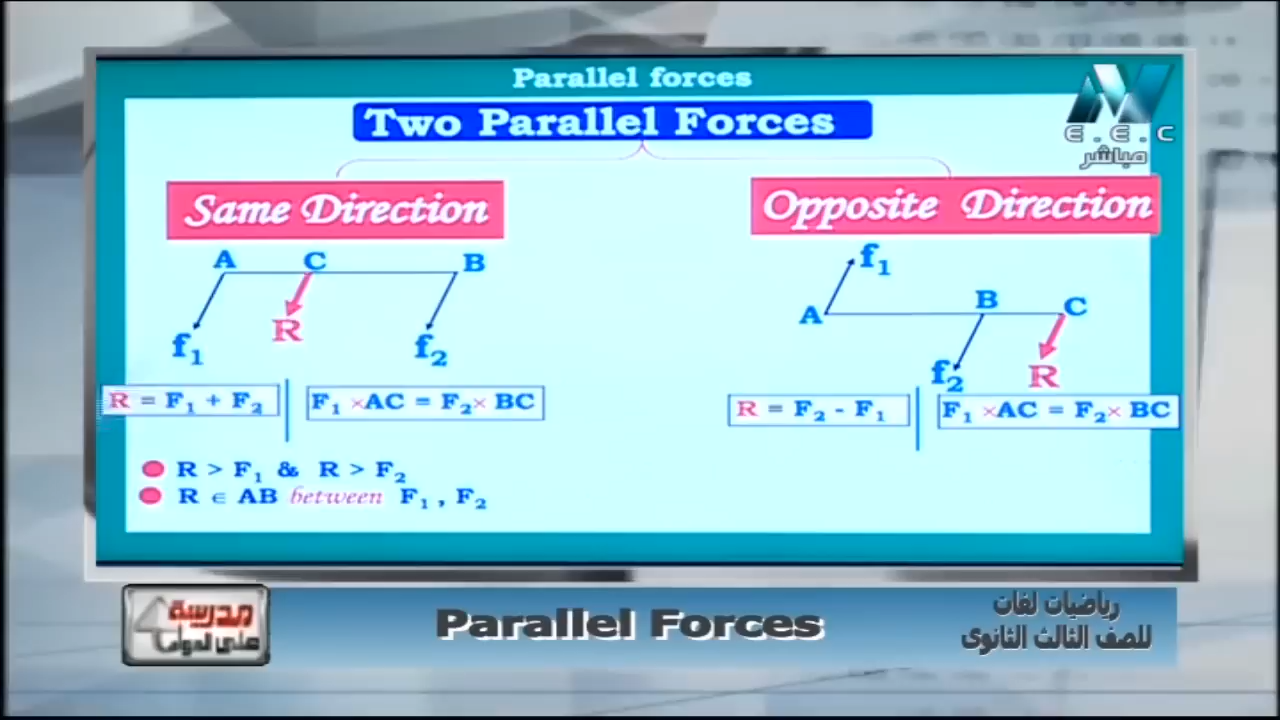 Parallel forces
Two Parallel Forces
E.E.C
مباشر
Same Direction
A C B
R
f₁ f₂
R = F₁ + F₂
F₁ ×AC = F₂× BC
R > F₁ & R > F₂
R ∈ AB between F₁ , F₂
Opposite Direction
f₁
A B C
f₂ R
R = F₂ - F₁
F₁ ×AC = F₂× BC
مدرسة
على الهواء
Parallel Forces
رياضيات لغات
للصف الثالث الثانوى